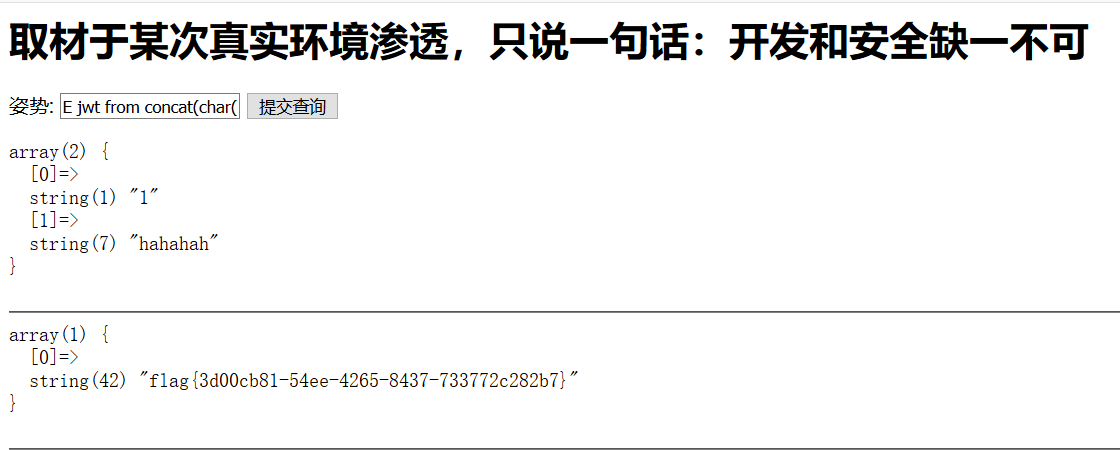 取材于某次真实环境渗透，只说一句话：开发和安全缺一不可
姿势: E jwt from concat(char( 提交查询
array(2) {
  [0]=>
  string(1) "1"
  [1]=>
  string(7) "hahahah"
}
array(1) {
  [0]=>
  string(42) "flag{3d00cb81-54ee-4265-8437-733772c282b7}"
}